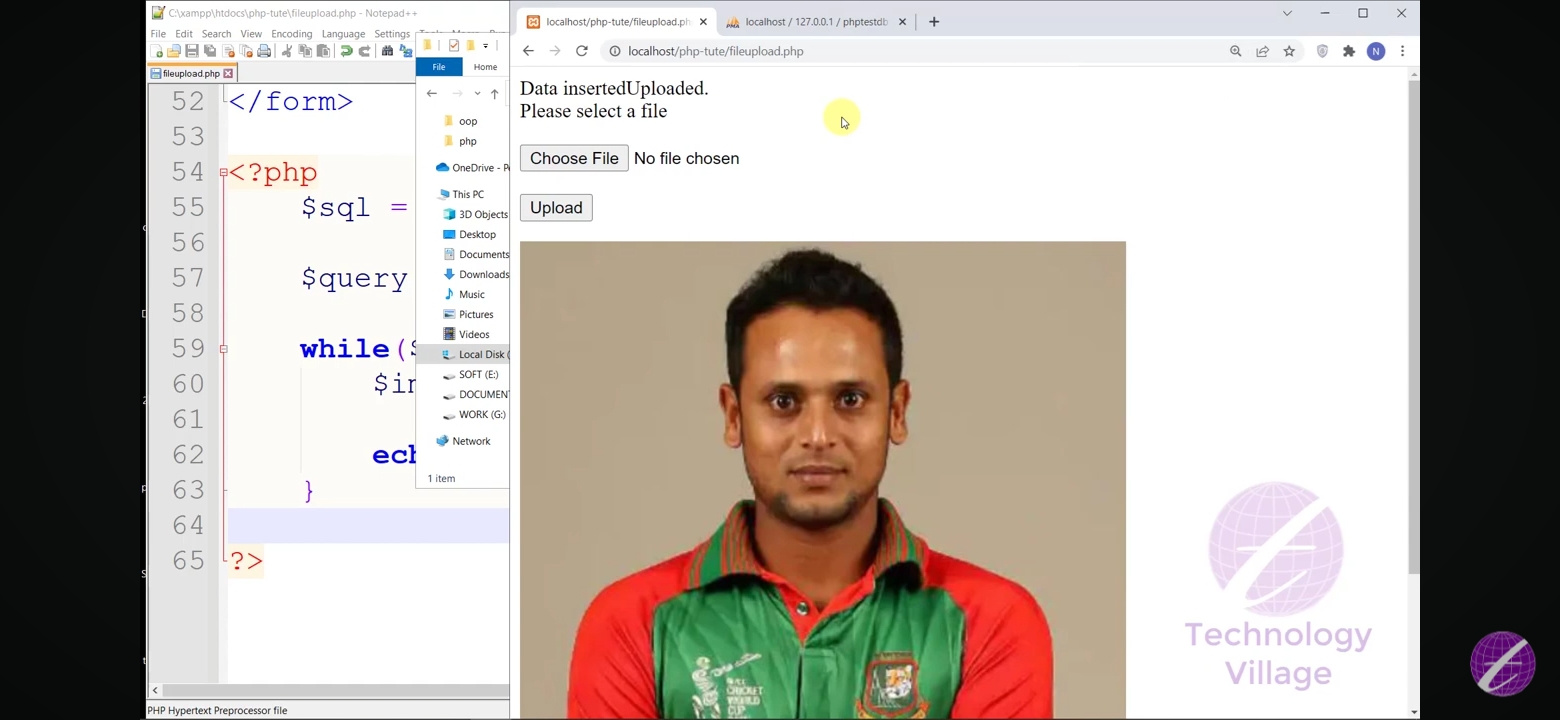 C:\xampp\htdocs\php-tute\fileupload.php - Notepad++
File Edit Search View Encoding Language Settings
fileupload.php
52 </form>
53
54 <?php
55 $sql =
56
57 $query
58
59 while(
60
61
62
63 }
64
65 ?>
PHP Hypertext Preprocessor file
File Home
oop
php
OneDrive - Pe
This PC
3D Objects
Desktop
Documents
Downloads
Music
Pictures
Videos
Local Disk (
SOFT (E:)
DOCUMENT
WORK (G:)
Network
1 item
localhost/php-tute/fileupload.ph
localhost / 127.0.0.1 / phptestdb
localhost/php-tute/fileupload.php
N
Data insertedUploaded.
Please select a file
Choose File No file chosen
Upload
CRICKET
WORLD
CUP
Technology
Village